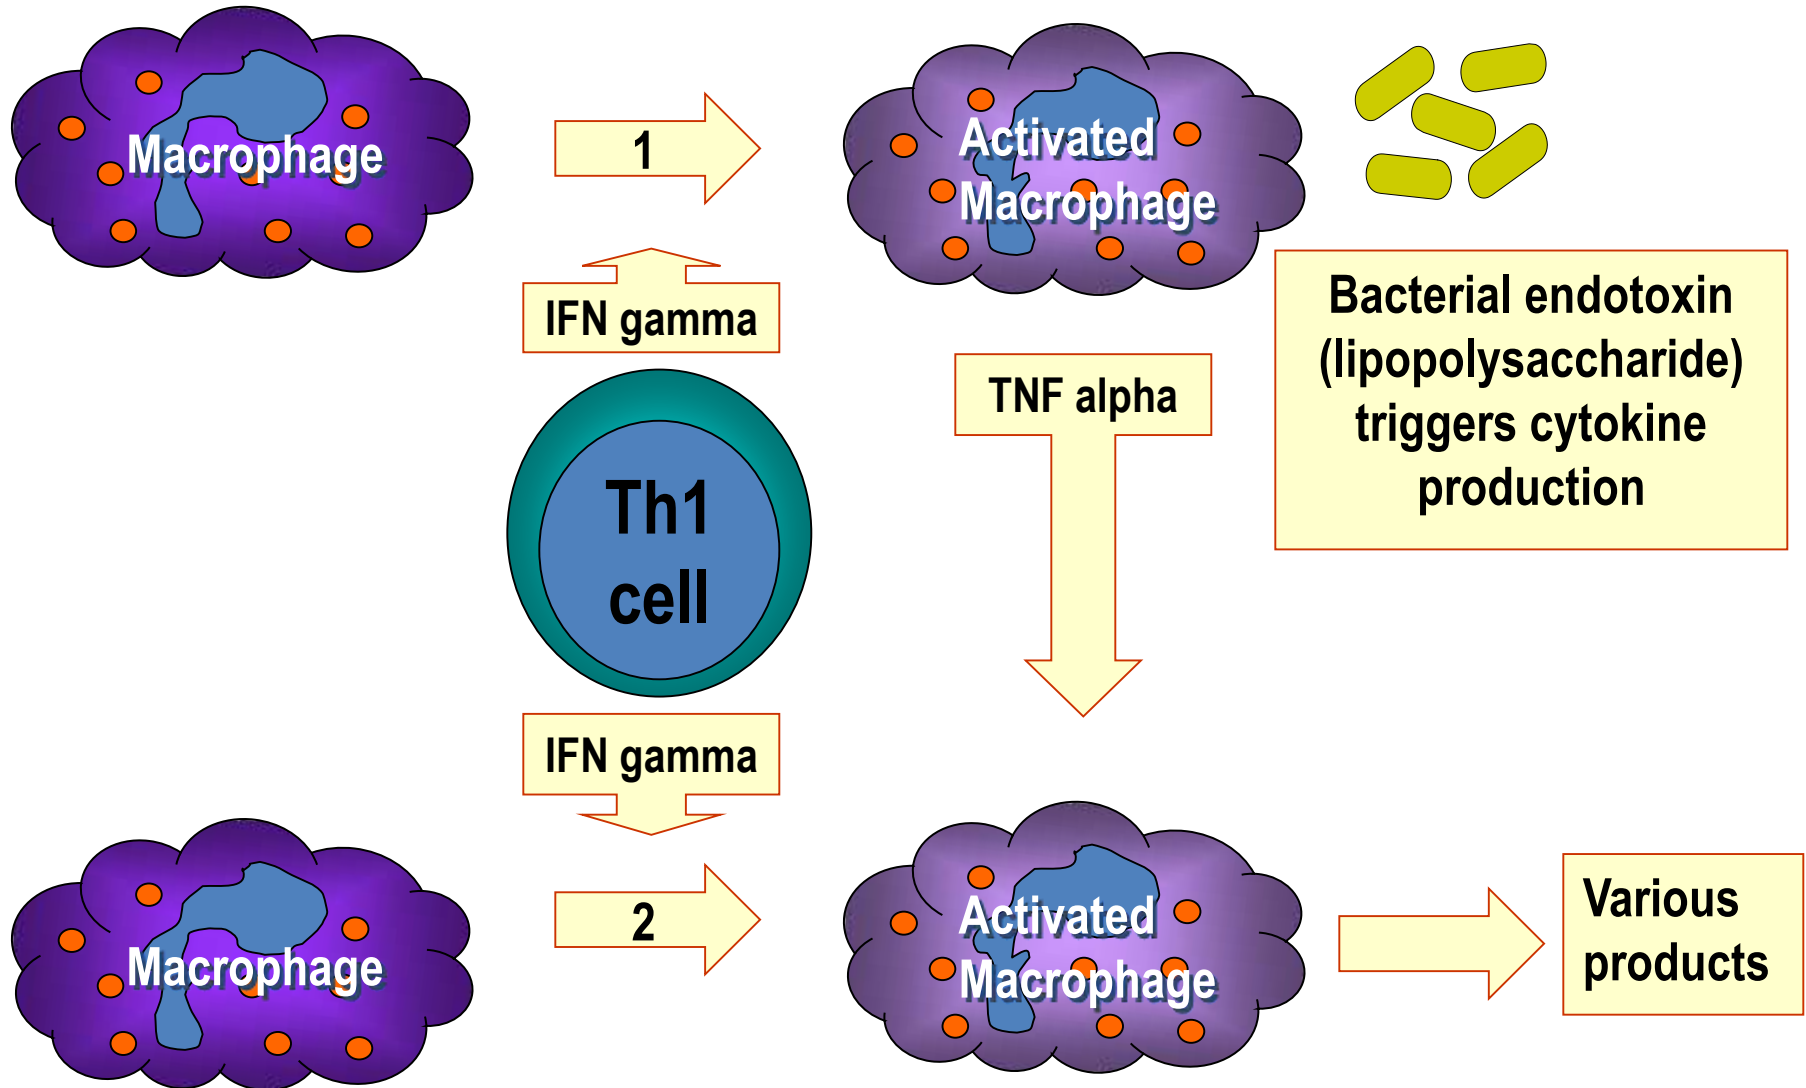 Macrophage
1
Activated
Macrophage
IFN gamma
Bacterial endotoxin
(lipopolysaccharide)
triggers cytokine
production
TNF alpha
Th1
cell
IFN gamma
Macrophage
2
Activated
Macrophage
Various
products